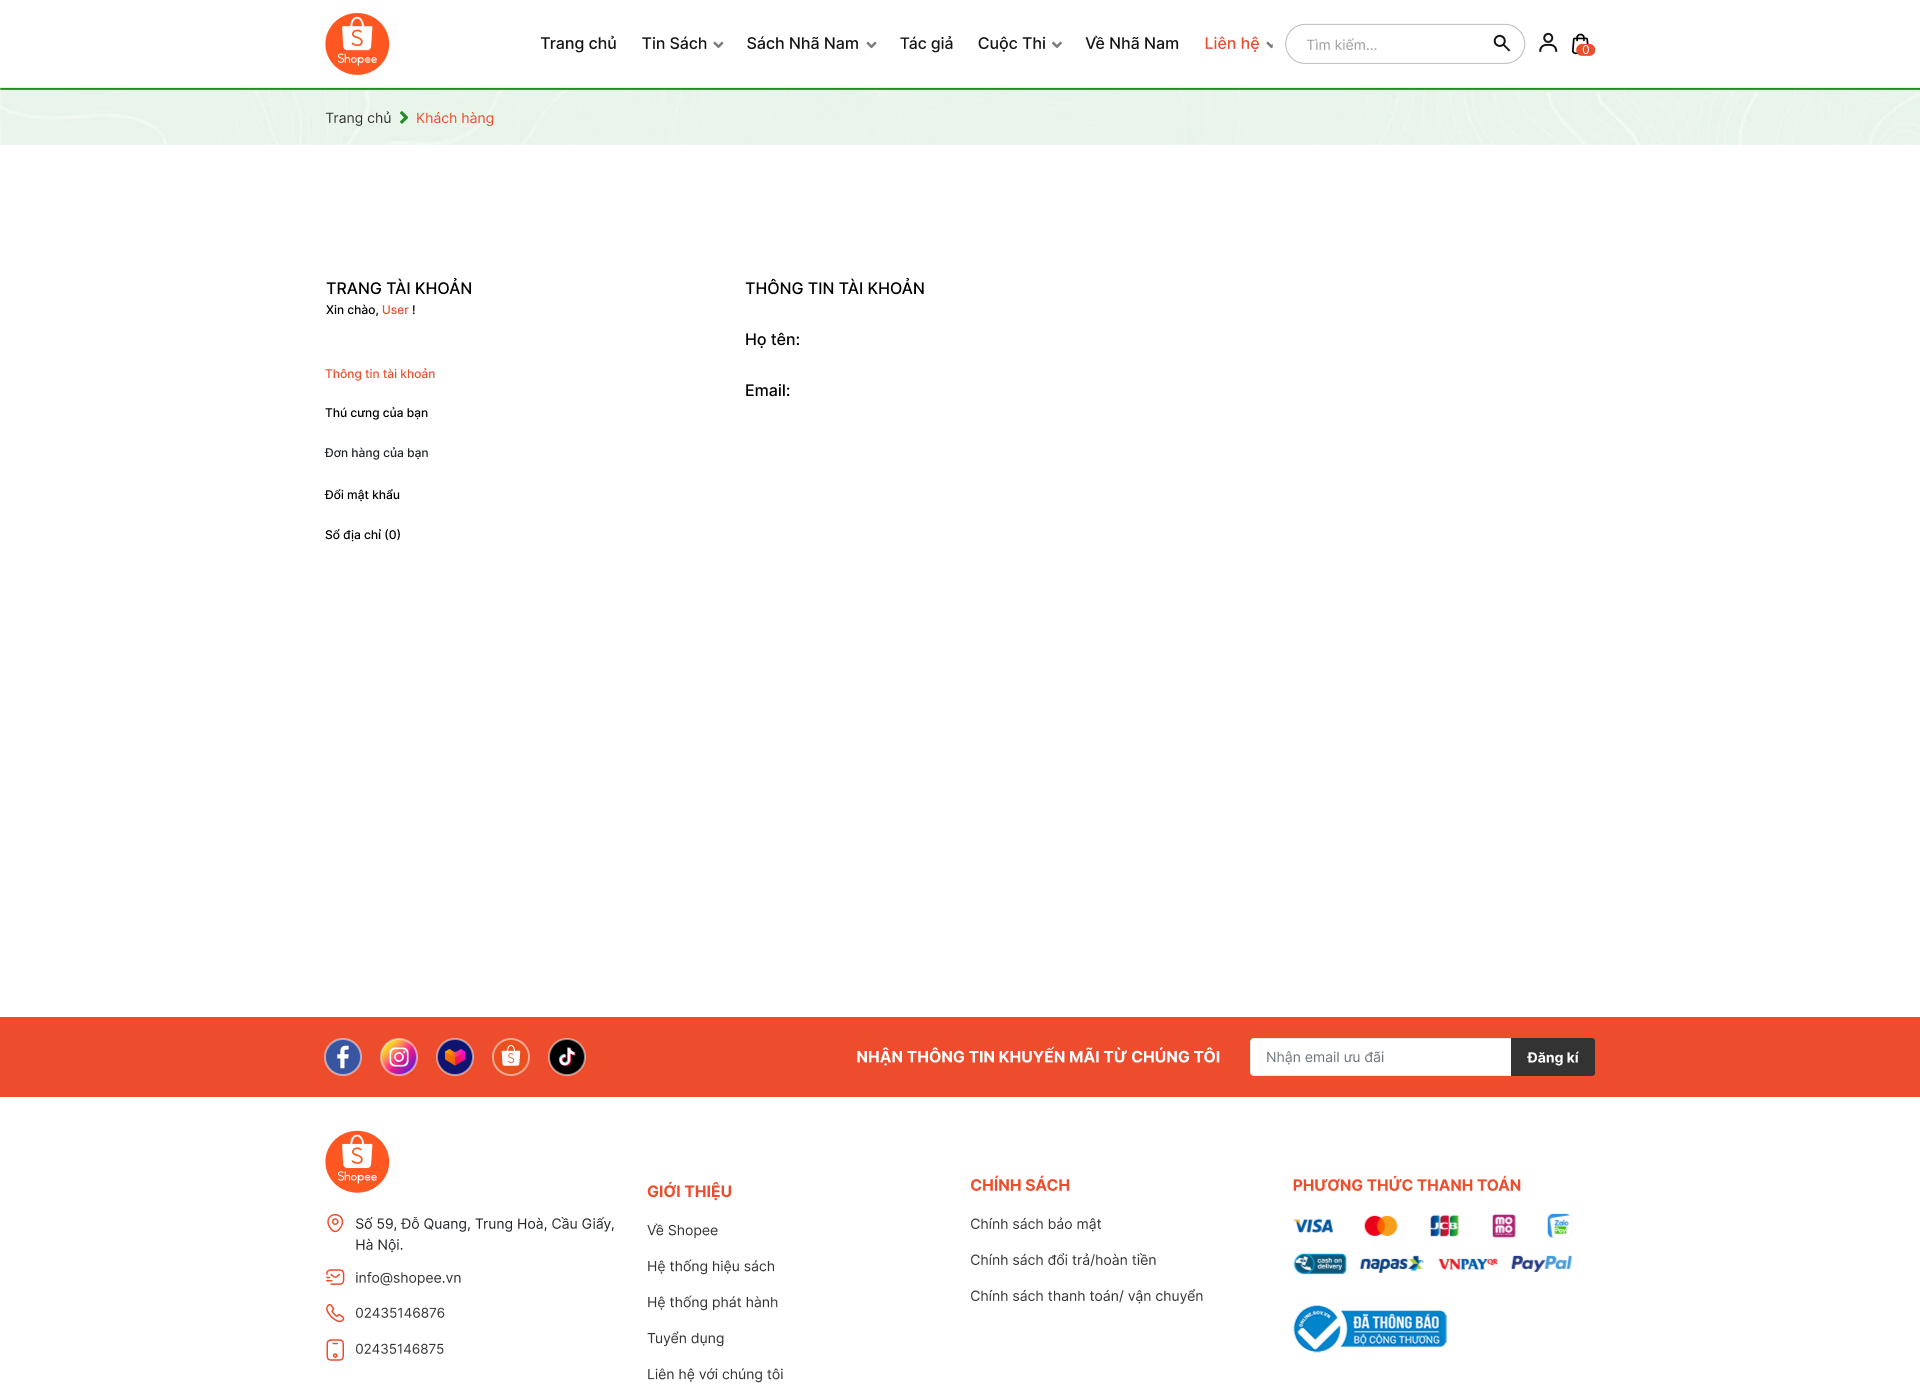 Shopee
Trang chủ
Tin Sách
Sách Nhã Nam
Tác giả
Cuộc Thi
Về Nhã Nam
Liên hệ
Tìm kiếm...
0
Trang chủ
Khách hàng
TRANG TÀI KHOẢN
Xin chào, User !
Thông tin tài khoản
Thú cưng của bạn
Đơn hàng của bạn
Đổi mật khẩu
Sổ địa chỉ (0)
THÔNG TIN TÀI KHOẢN
Họ tên:
Email:
NHẬN THÔNG TIN KHUYẾN MÃI TỪ CHÚNG TÔI
Nhận email ưu đãi
Đăng kí
Shopee
Số 59, Đỗ Quang, Trung Hoà, Cầu Giấy,
Hà Nội.
info@shopee.vn
02435146876
02435146875
GIỚI THIỆU
Về Shopee
Hệ thống hiệu sách
Hệ thống phát hành
Tuyển dụng
Liên hệ với chúng tôi
CHÍNH SÁCH
Chính sách bảo mật
Chính sách đổi trả/hoàn tiền
Chính sách thanh toán/ vận chuyển
PHƯƠNG THỨC THANH TOÁN
VISA
JCB
MOMO
Zalo
cash on
delivery
napas
VNPAYQR
PayPal
ONLINE.GOV.VN
ĐÃ THÔNG BÁO
BỘ CÔNG THƯƠNG